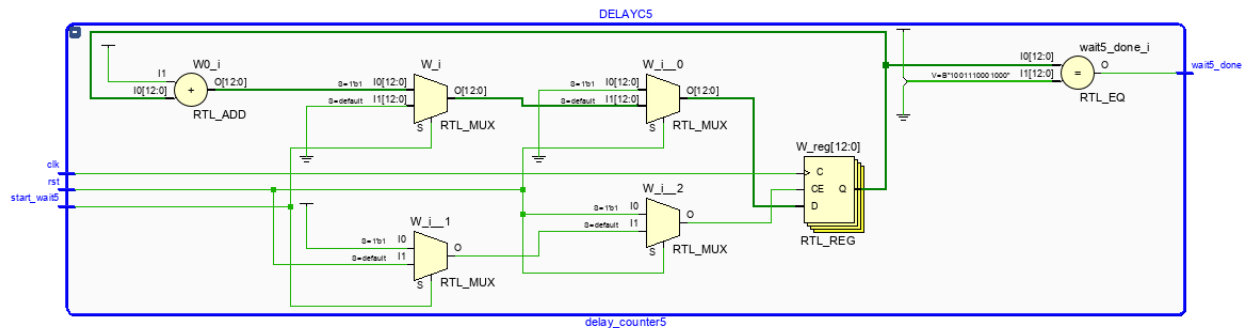 DELAYC5
W0_i
I1
I0[12:0]
+
O[12:0]
RTL_ADD
W_i
S=1'b1
I0[12:0]
S=default
I1[12:0]
O[12:0]
S
RTL_MUX
W_i__0
S=1'b1
I0[12:0]
S=default
I1[12:0]
O[12:0]
S
RTL_MUX
wait5_done_i
I0[12:0]
V=B"1001110001000"
I1[12:0]
=
O
RTL_EQ
wait5_done
clk
rst
start_wait5
W_reg[12:0]
C
CE
Q
D
RTL_REG
W_i__1
S=1'b1
I0
S=default
I1
O
S
RTL_MUX
W_i__2
S=1'b1
I0
S=default
I1
O
S
RTL_MUX
delay_counter5